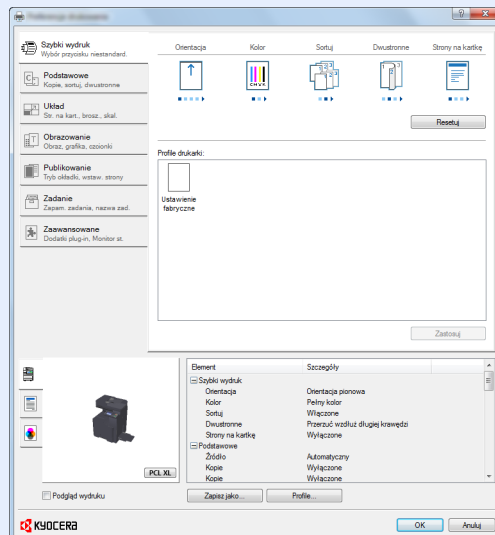 Szybki wydruk
Wybór przycisku niestandard.
Podstawowe
Kopie, sortuj, dwustronne
Układ
Str. na kart., brosz., skal.
Obrazowanie
Obraz, grafika, czcionki
Publikowanie
Tryb okładki, wstaw. strony
Zadanie
Zapam. zadania, nazwa zad.
Zaawansowane
Dodatki plug-in, Monitor st.
Orientacja Kolor Sortuj Dwustronne Strony na kartkę
CMYK
Resetuj
Profile drukarki:
Ustawienie
fabryczne
Zastosuj
PCL XL
Podgląd wydruku
Element Szczegóły
Szybki wydruk
Orientacja Orientacja pionowa
Kolor Pełny kolor
Sortuj Włączone
Dwustronne Przerzuć wzdłuż długiej krawędzi
Strony na kartkę Wyłączone
Podstawowe
Źródło Automatyczny
Kopie Wyłączone
Kopie Wyłączone
Zapisz jako... Profile...
KYOCERA
OK Anuluj